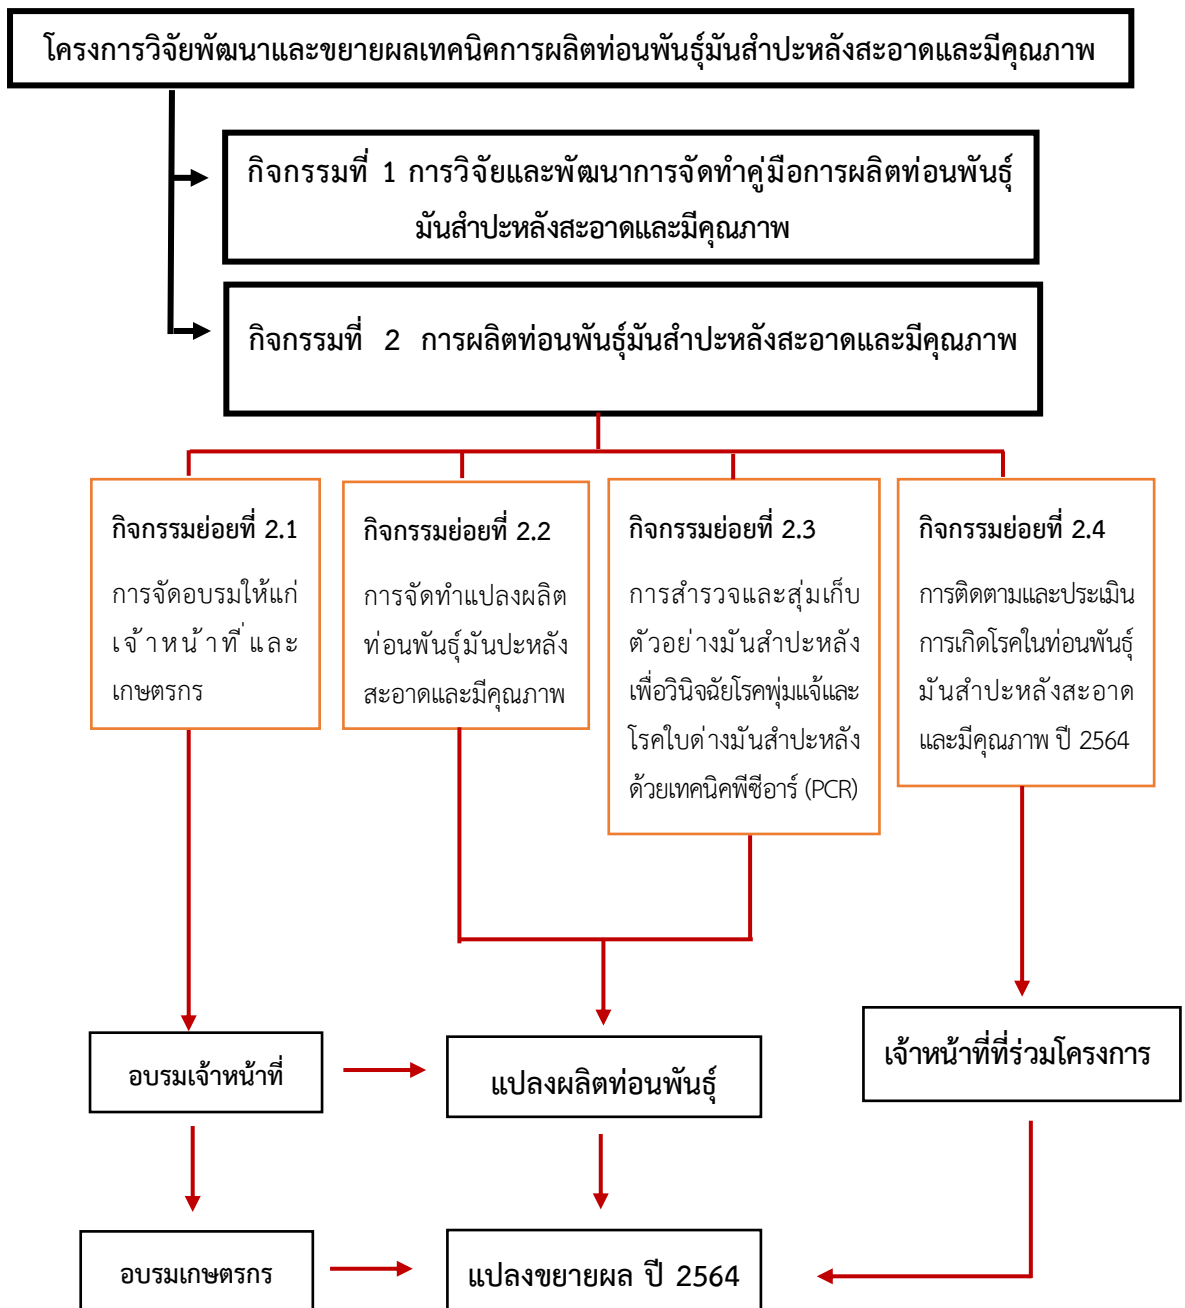 โครงการวิจัยพัฒนาและขยายผลเทคนิคการผลิตท่อนพันธุ์มันสำปะหลังสะอาดและมีคุณภาพ
กิจกรรมที่ 1 การวิจัยและพัฒนาการจัดทำคู่มือการผลิตท่อนพันธุ์
มันสำปะหลังสะอาดและมีคุณภาพ
กิจกรรมที่ 2 การผลิตท่อนพันธุ์มันสำปะหลังสะอาดและมีคุณภาพ
กิจกรรมย่อยที่ 2.1
การจัดอบรมให้แก่
เจ้าหน้าที่และ
เกษตรกร
กิจกรรมย่อยที่ 2.2
การจัดทำแปลงผลิต
ท่อนพันธุ์มันปะหลัง
สะอาดและมีคุณภาพ
กิจกรรมย่อยที่ 2.3
การสำรวจและสุ่มเก็บ
ตัวอย่างมันสำปะหลัง
เพื่อวินิจฉัยโรคพุ่มแจ้และ
โรคใบด่างมันสำปะหลัง
ด้วยเทคนิคพีซีอาร์ (PCR)
กิจกรรมย่อยที่ 2.4
การติดตามและประเมิน
การเกิดโรคในท่อนพันธุ์
มันสำปะหลังสะอาด
และมีคุณภาพ ปี 2564
อบรมเจ้าหน้าที่
แปลงผลิตท่อนพันธุ์
เจ้าหน้าที่ที่ร่วมโครงการ
อบรมเกษตรกร
แปลงขยายผล ปี 2564